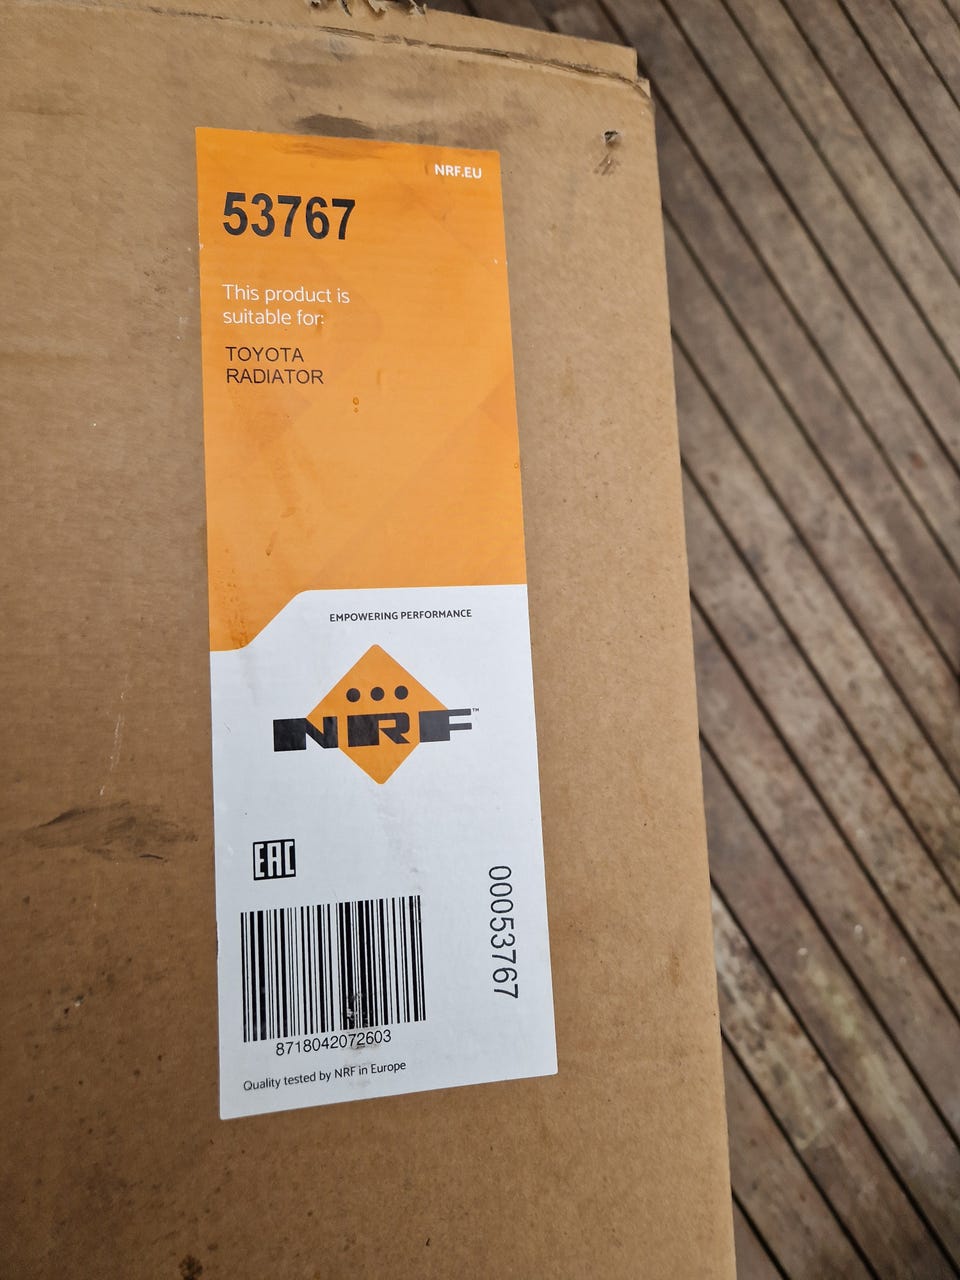 NRF.EU
53767
This product is
suitable for:
TOYOTA
RADIATOR
EMPOWERING PERFORMANCE
NRF™
EAC
00053767
8718042072603
Quality tested by NRF in Europe